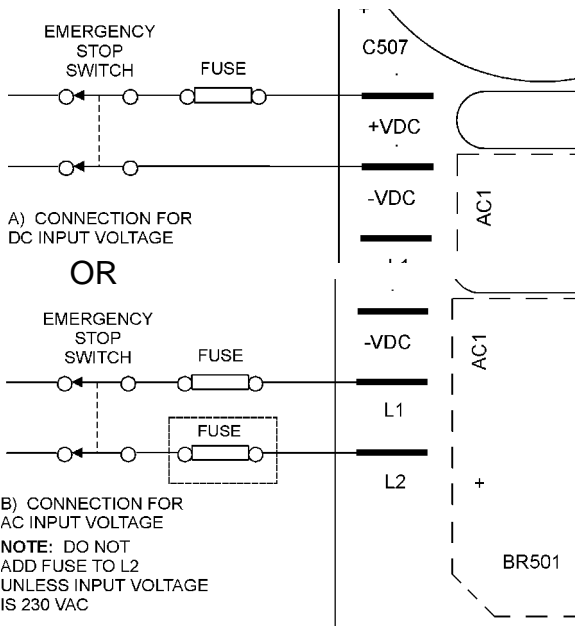 EMERGENCY
STOP
SWITCH
FUSE
C507
+VDC
-VDC
AC1
A) CONNECTION FOR
DC INPUT VOLTAGE
OR
EMERGENCY
STOP
SWITCH
FUSE
-VDC
AC1
L1
FUSE
L2
+
B) CONNECTION FOR
AC INPUT VOLTAGE
NOTE: DO NOT
ADD FUSE TO L2
UNLESS INPUT VOLTAGE
IS 230 VAC
BR501